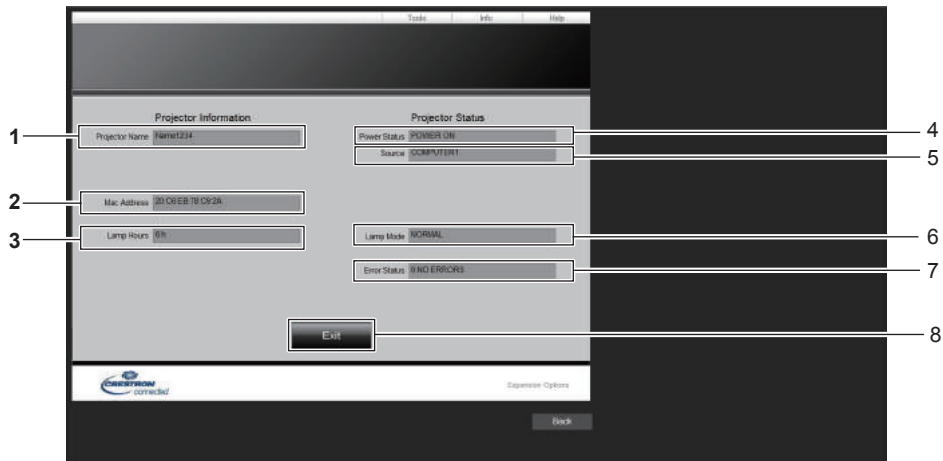 Tools Info Help
Projector Information Projector Status
1 Projector Name Name1234 Power Status POWER ON 4
Source COMPUTER1 5
2 Mac Address 20:C6:EB:78:C9:2A
3 Lamp Hours 6 h Lamp Mode NORMAL 6
Error Status 0:NO ERRORS 7
Exit 8
CRESTRON connected Expansion Options
Back